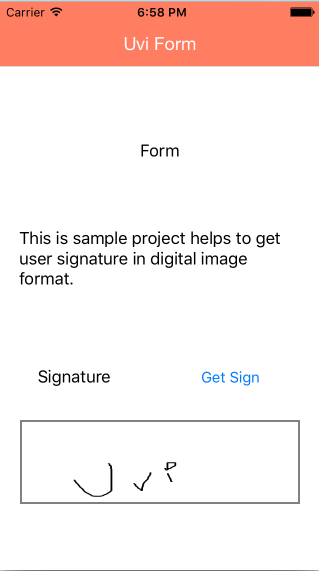 Carrier 6:58 PM
Uvi Form
Form
This is sample project helps to get
user signature in digital image
format.
Signature Get Sign
Uvi